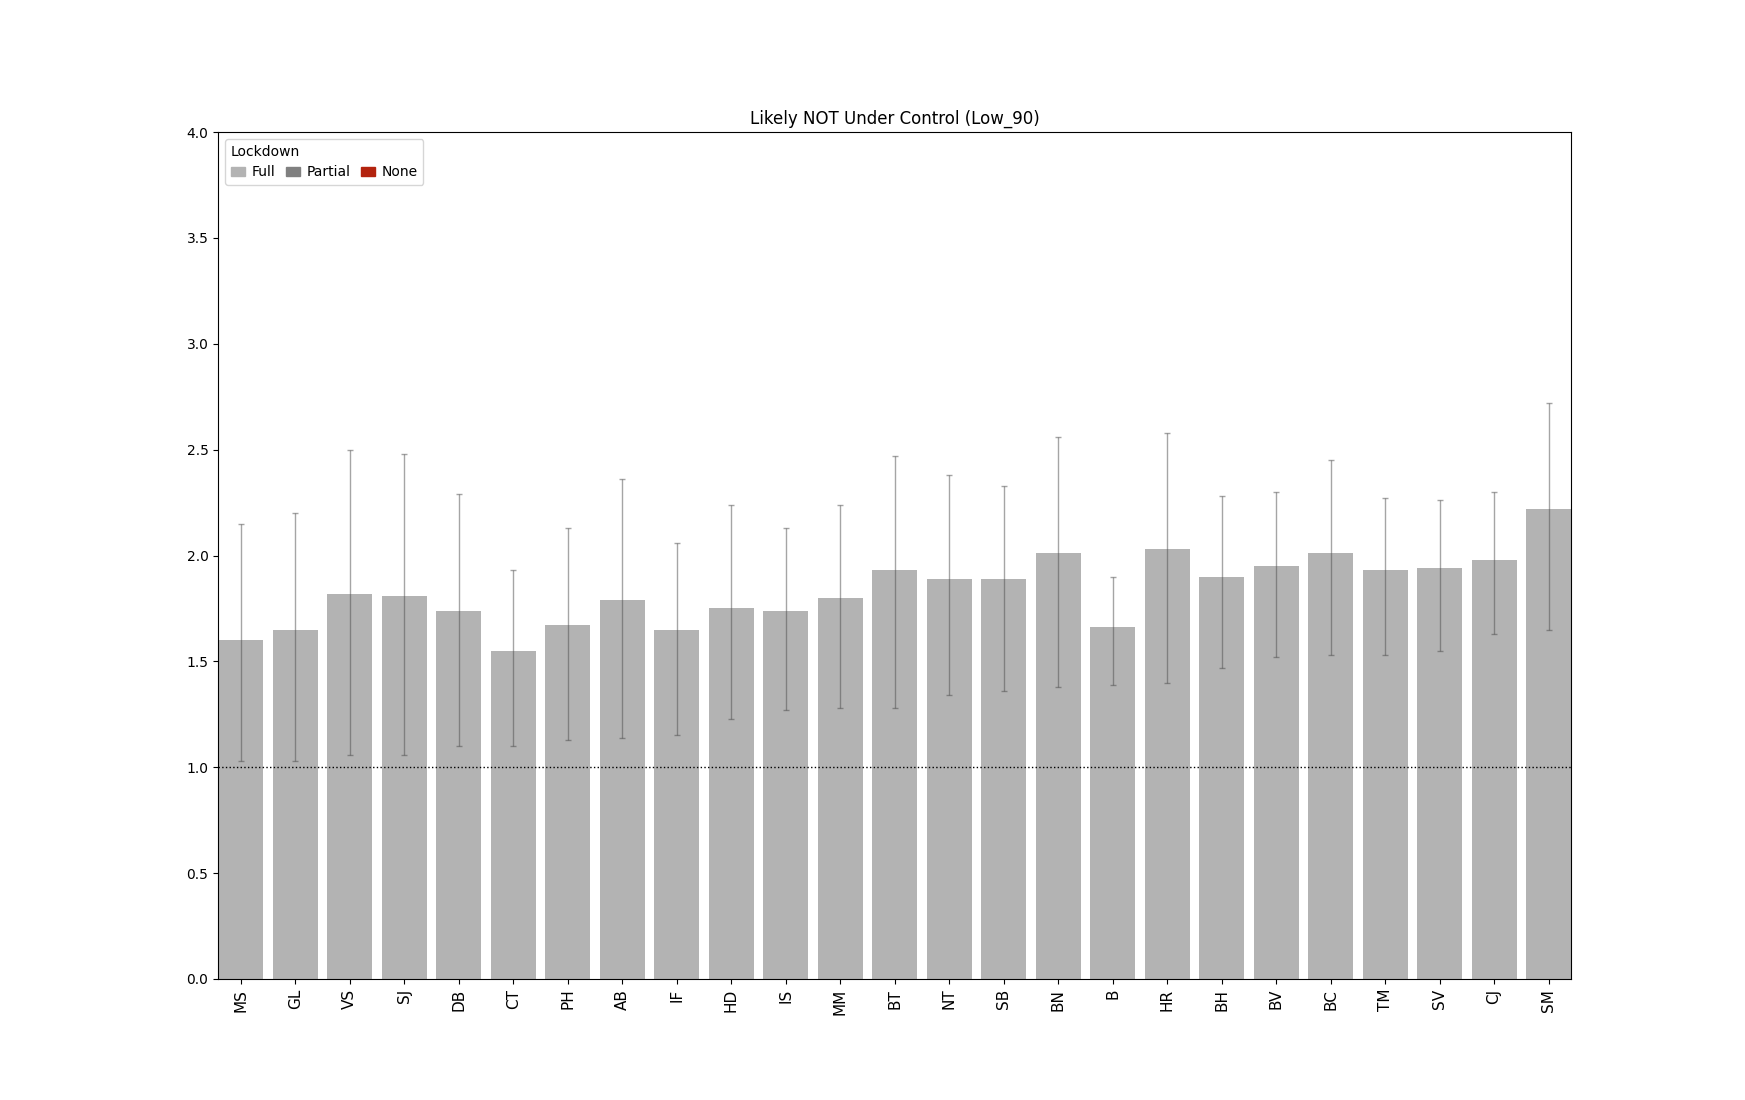 Likely NOT Under Control (Low_90)
Lockdown
Full Partial None
4.0
3.5
3.0
2.5
2.0
1.5
1.0
0.5
0.0
MS GL VS SJ DB CT PH AB IF HD IS MM BT NT SB BN B HR BH BV BC TM SV CJ SM